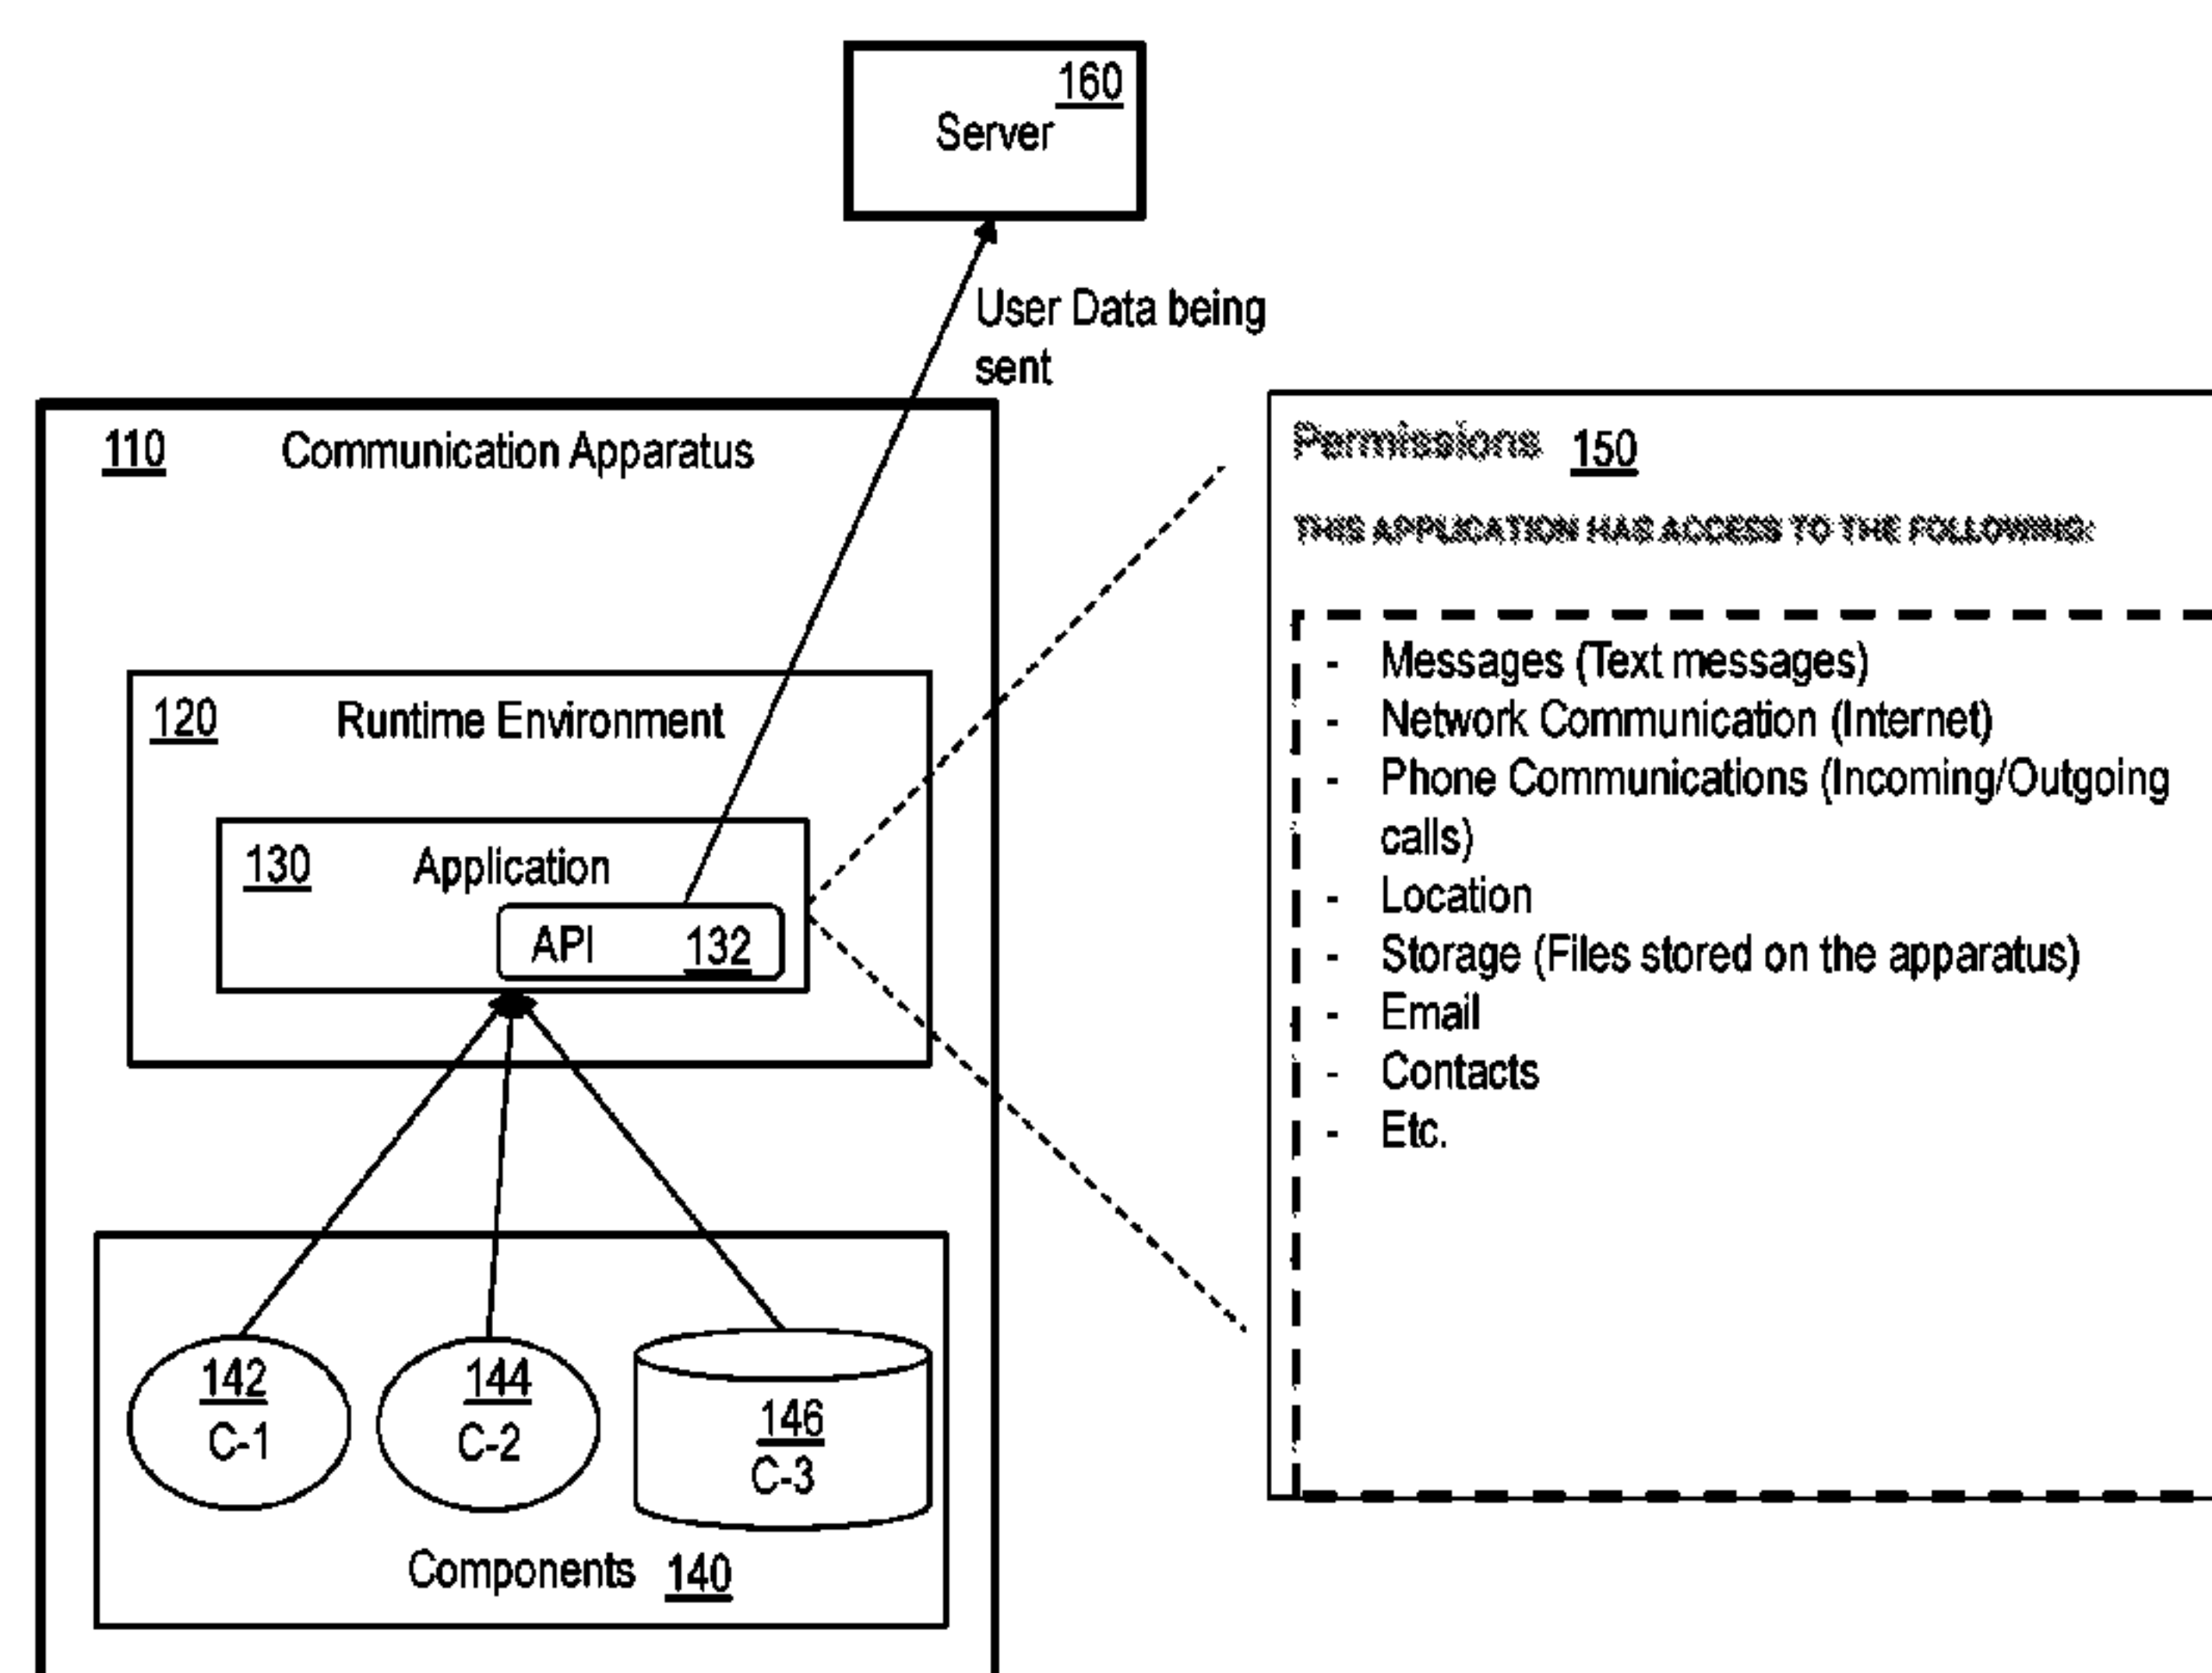 160
Server
User Data being
sent
110 Communication Apparatus
120 Runtime Environment
130 Application
API 132
142
C-1
144
C-2
146
C-3
Components 140
Permissions 150
THIS APPLICATION HAS ACCESS TO THE FOLLOWING:
- Messages (Text messages)
- Network Communication (Internet)
- Phone Communications (Incoming/Outgoing
calls)
- Location
- Storage (Files stored on the apparatus)
- Email
- Contacts
- Etc.